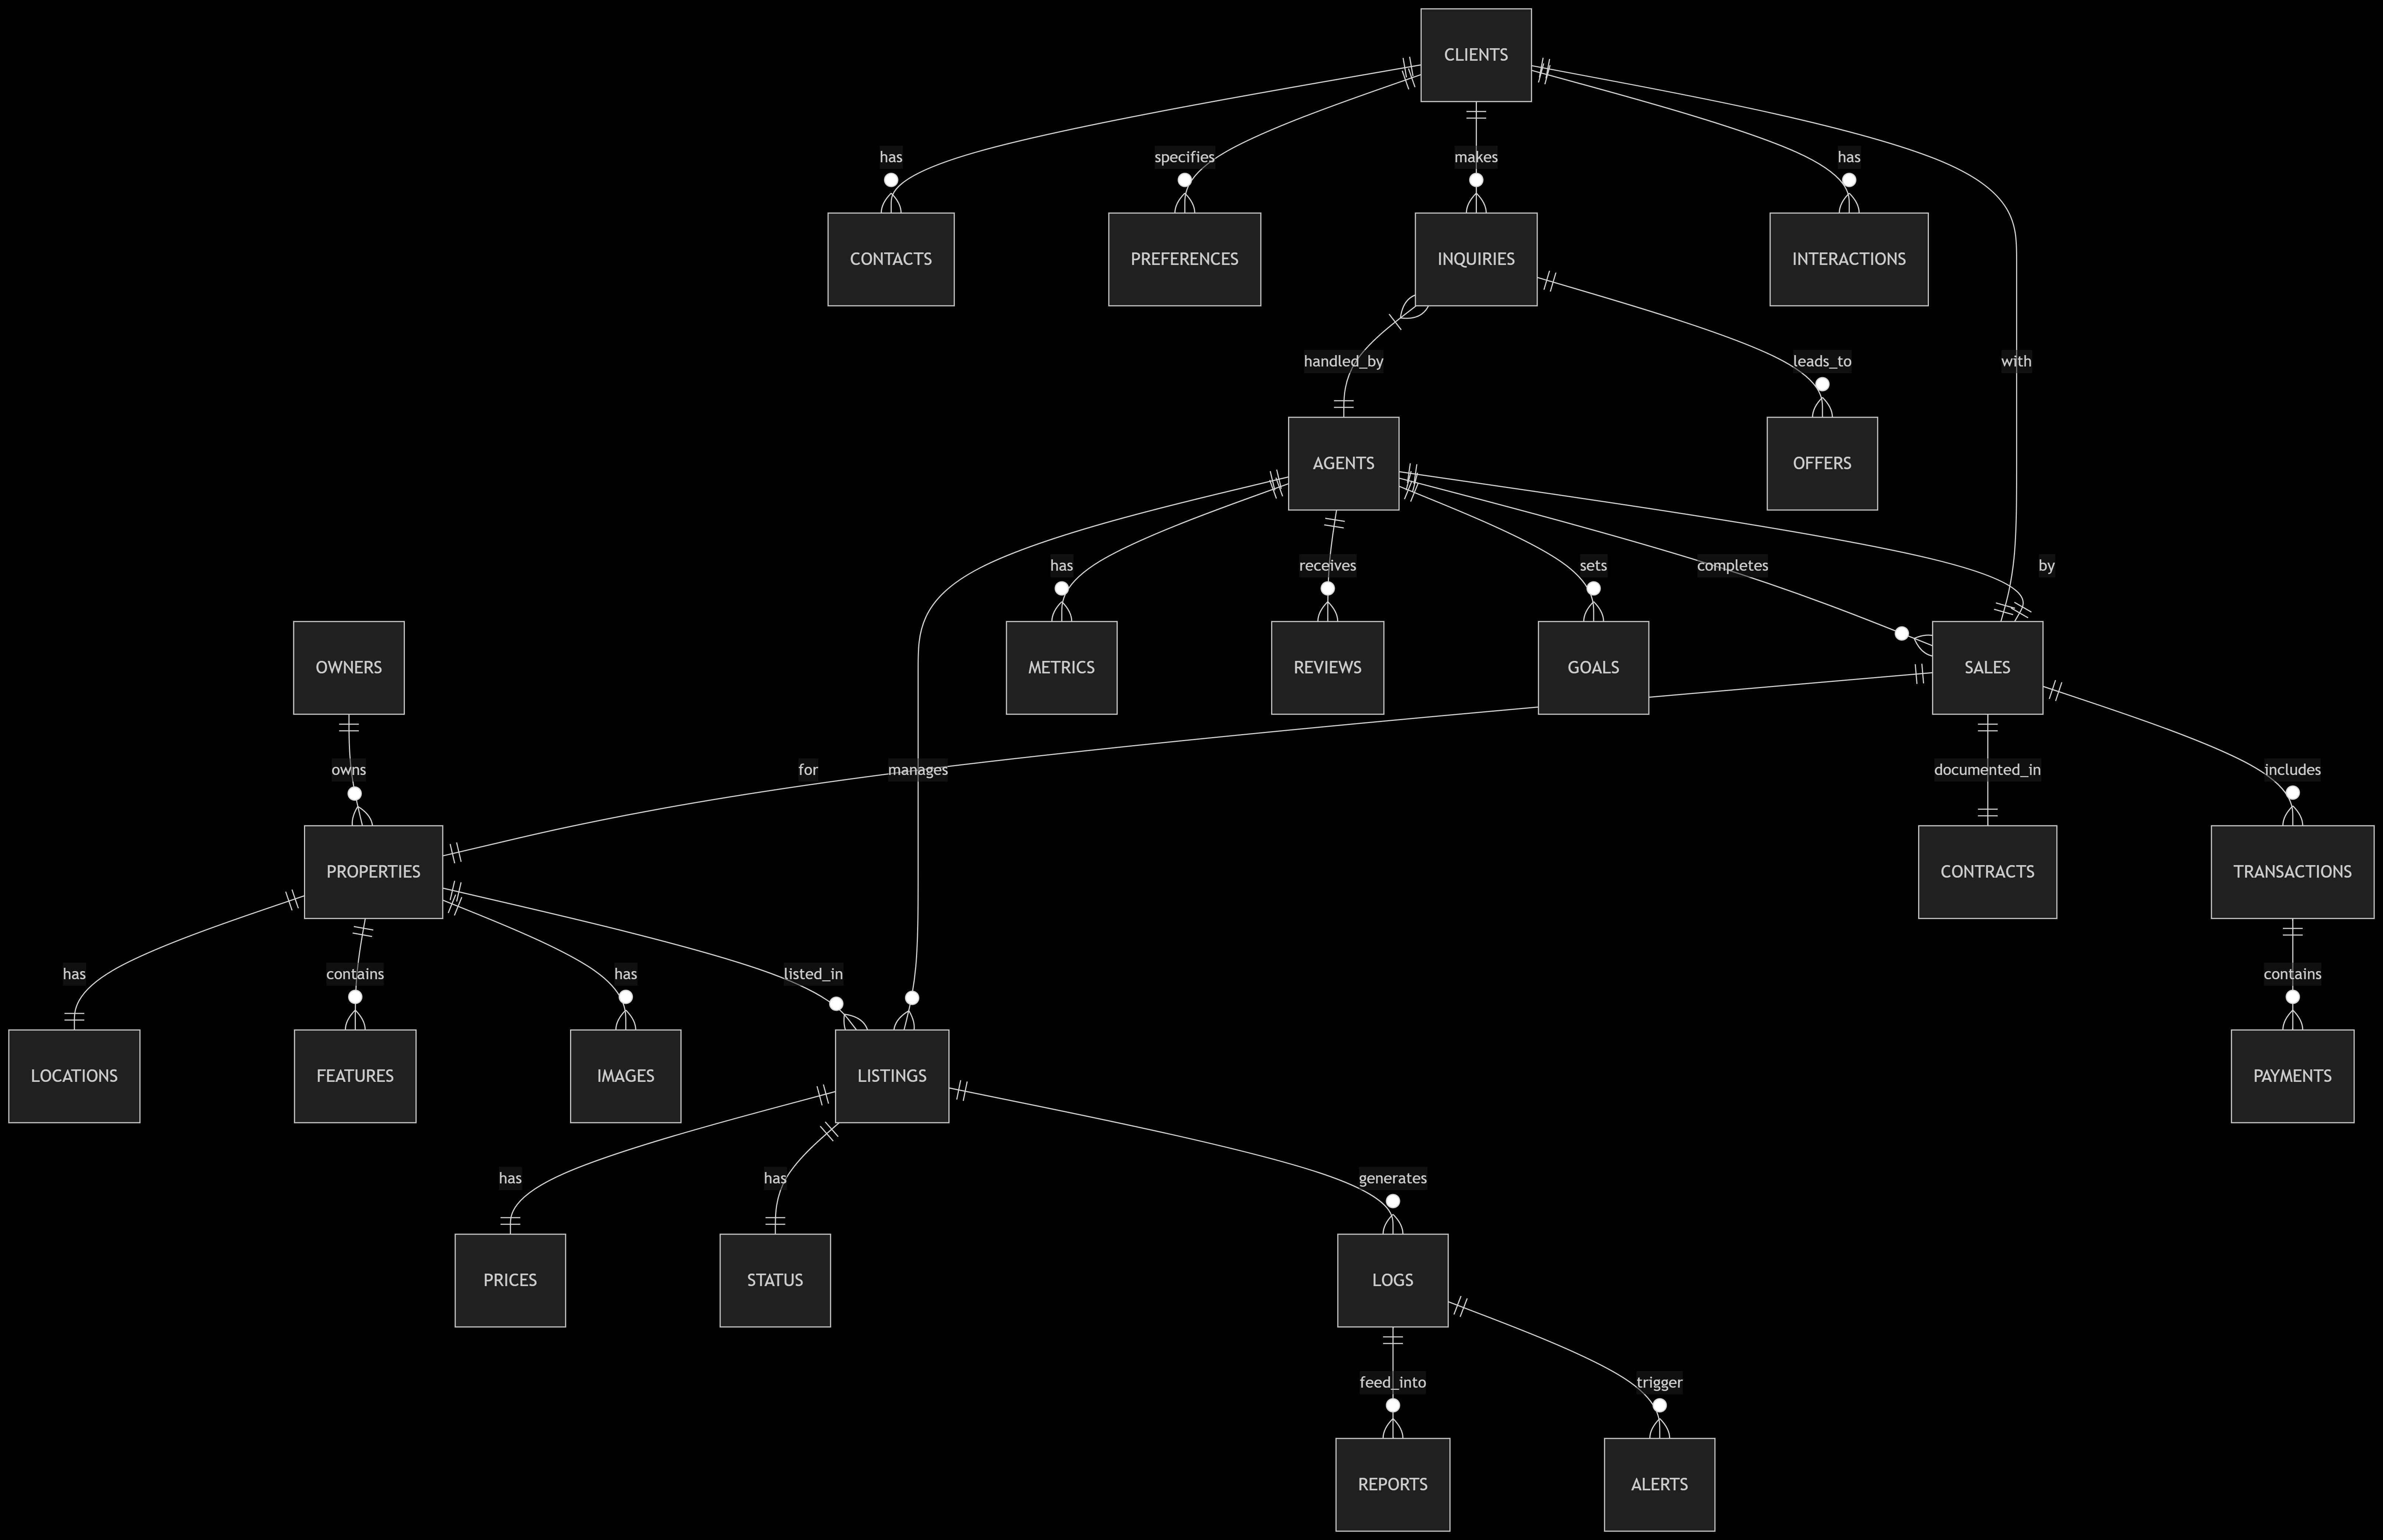 CLIENTS
has
specifies
makes
has
CONTACTS
PREFERENCES
INQUIRIES
INTERACTIONS
handled_by
leads_to
with
AGENTS
OFFERS
has
receives
sets
completes
by
OWNERS
METRICS
REVIEWS
GOALS
SALES
owns
for
manages
documented_in
includes
PROPERTIES
CONTRACTS
TRANSACTIONS
has
contains
has
listed_in
contains
LOCATIONS
FEATURES
IMAGES
LISTINGS
PAYMENTS
has
has
generates
PRICES
STATUS
LOGS
feed_into
trigger
REPORTS
ALERTS